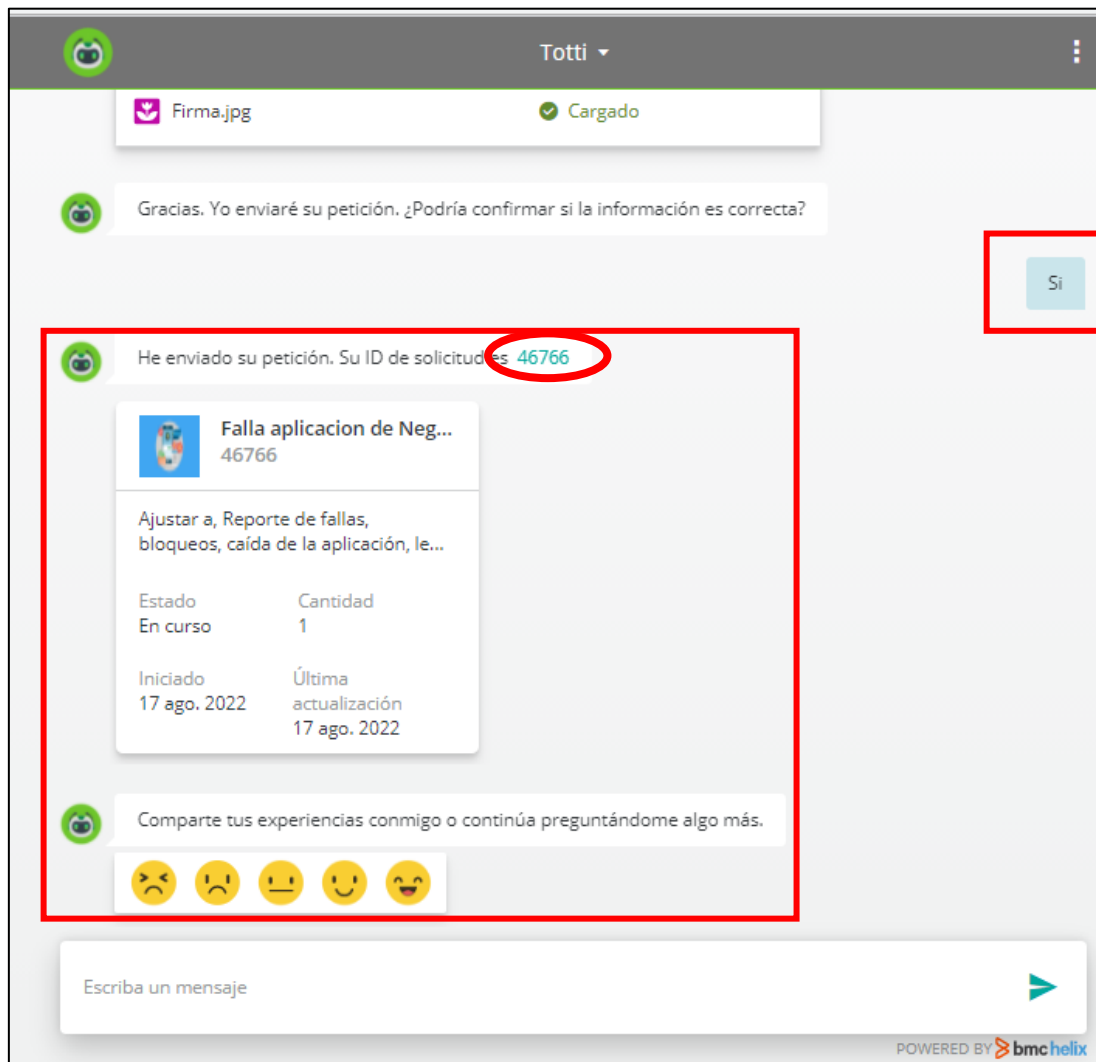 Totti
Firma.jpg Cargado
Gracias. Yo enviaré su petición. ¿Podría confirmar si la información es correcta?
Si
He enviado su petición. Su ID de solicitud es 46766
Falla aplicacion de Neg...
46766
Ajustar a, Reporte de fallas,
bloqueos, caída de la aplicación, le...
Estado Cantidad
En curso 1
Iniciado Última
17 ago. 2022 actualización
17 ago. 2022
Comparte tus experiencias conmigo o continúa preguntándome algo más.
Escriba un mensaje
POWERED BY bmchelix